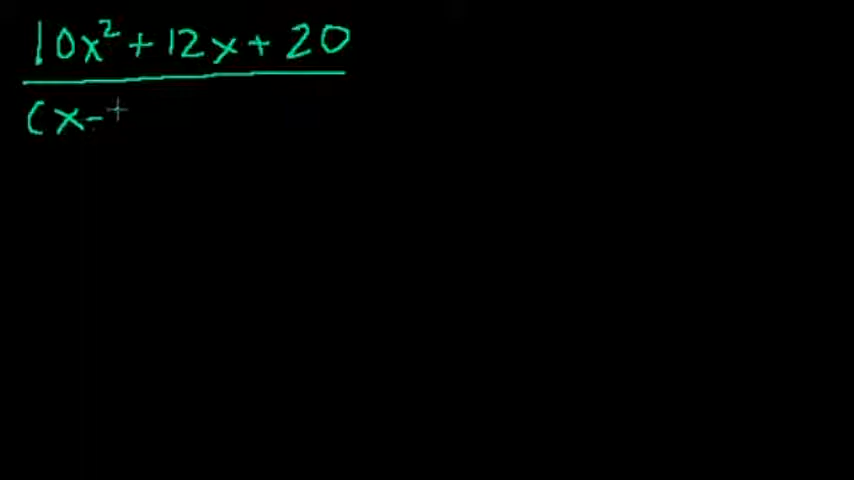 10x² + 12x + 20
(x-